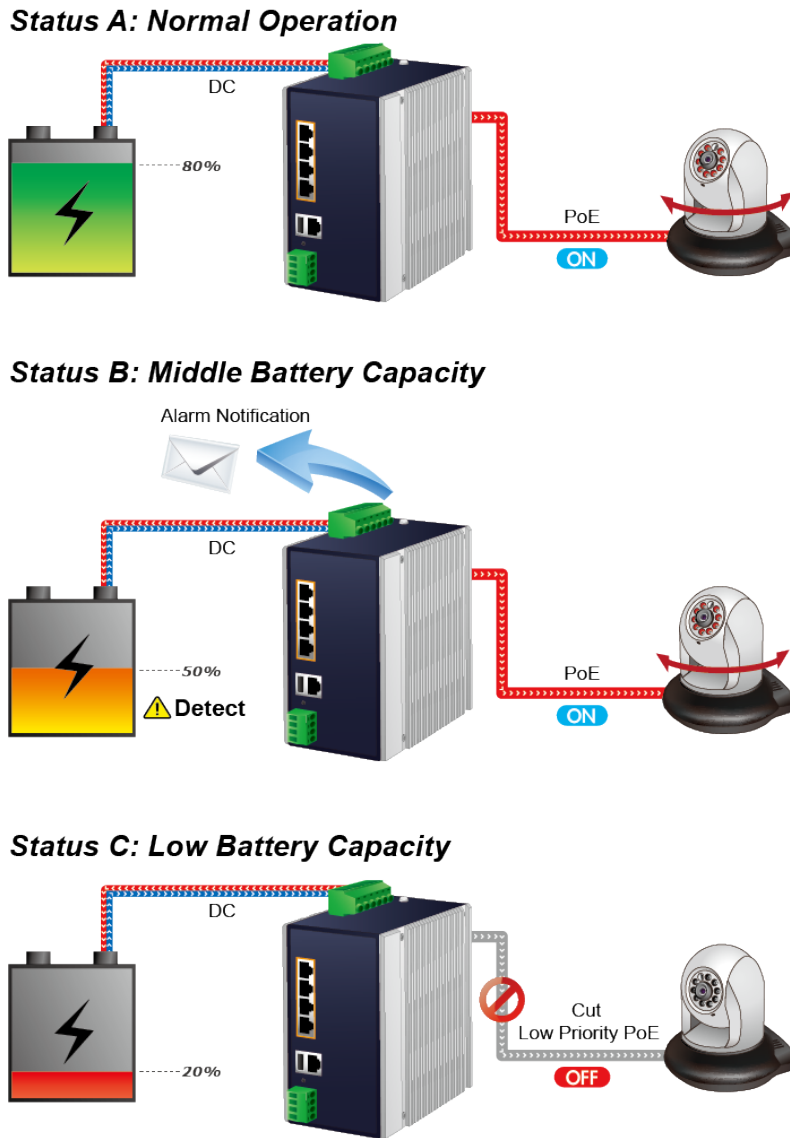 Status A: Normal Operation
DC
80%
PoE
ON
Status B: Middle Battery Capacity
Alarm Notification
DC
50%
Detect
PoE
ON
Status C: Low Battery Capacity
DC
20%
Cut
Low Priority PoE
OFF